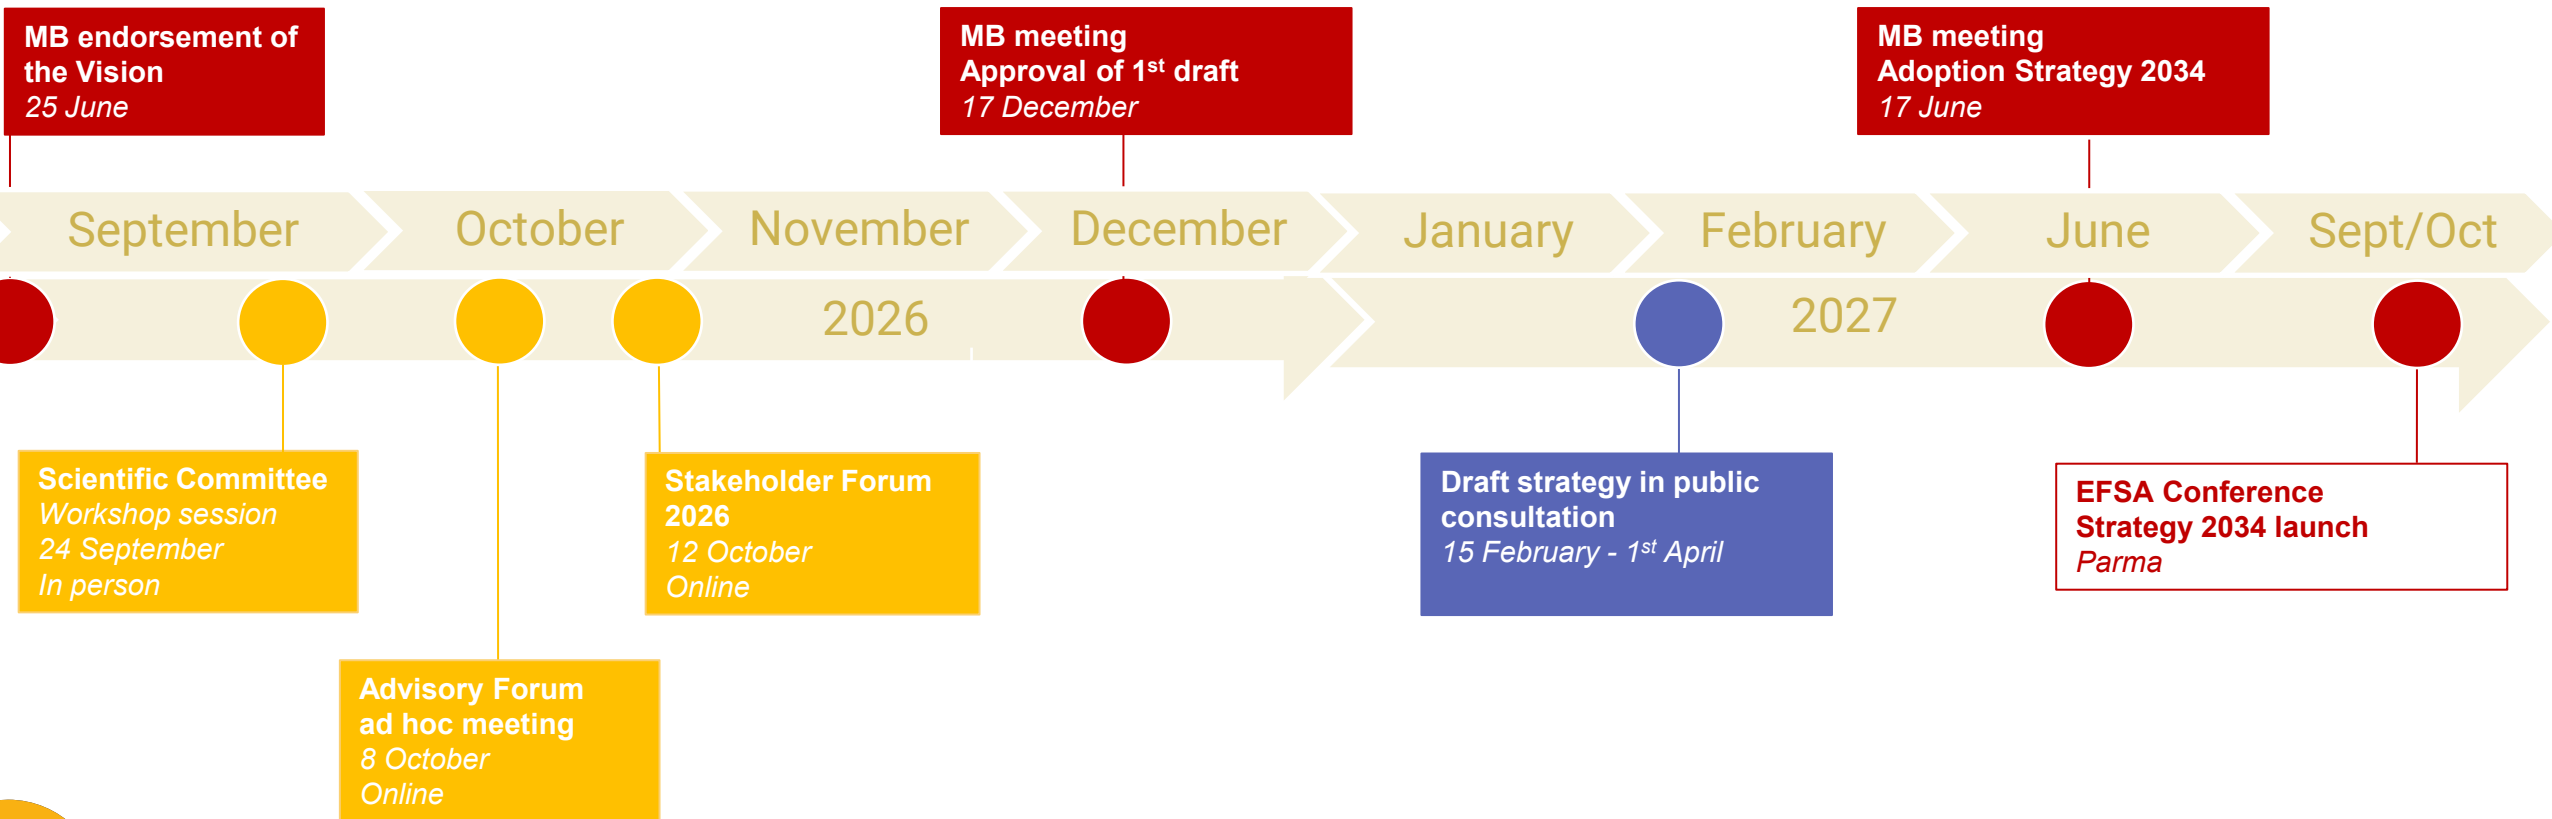 MB endorsement of
the Vision
25 June
MB meeting
Approval of 1st draft
17 December
MB meeting
Adoption Strategy 2034
17 June
September
October
November
December
January
February
June
Sept/Oct
2026
2027
Scientific Committee
Workshop session
24 September
In person
Advisory Forum
ad hoc meeting
8 October
Online
Stakeholder Forum
2026
12 October
Online
Draft strategy in public
consultation
15 February - 1st April
EFSA Conference
Strategy 2034 launch
Parma